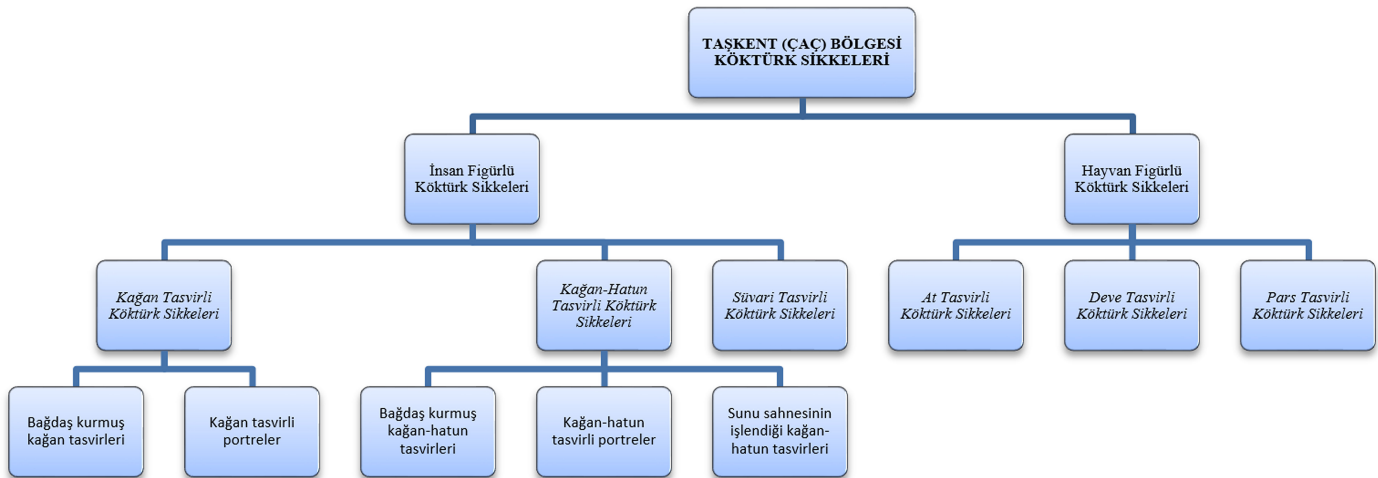 TAŞKENT (ÇAÇ) BÖLGESİ
KÖKTÜRK SİKKELERİ
İnsan Figürlü
Köktürk Sikkeleri
Hayvan Figürlü
Köktürk Sikkeleri
Kağan Tasvirli
Köktürk Sikkeleri
Kağan-Hatun
Tasvirli Köktürk
Sikkeleri
Süvari Tasvirli
Köktürk Sikkeleri
At Tasvirli
Köktürk Sikkeleri
Deve Tasvirli
Köktürk Sikkeleri
Pars Tasvirli
Köktürk Sikkeleri
Bağdaş kurmuş
kağan tasvirleri
Kağan tasvirli
portreler
Bağdaş kurmuş
kağan-hatun
tasvirleri
Kağan-hatun
tasvirli portreler
Sunu sahnesinin
işlendiği kağan-
hatun tasvirleri